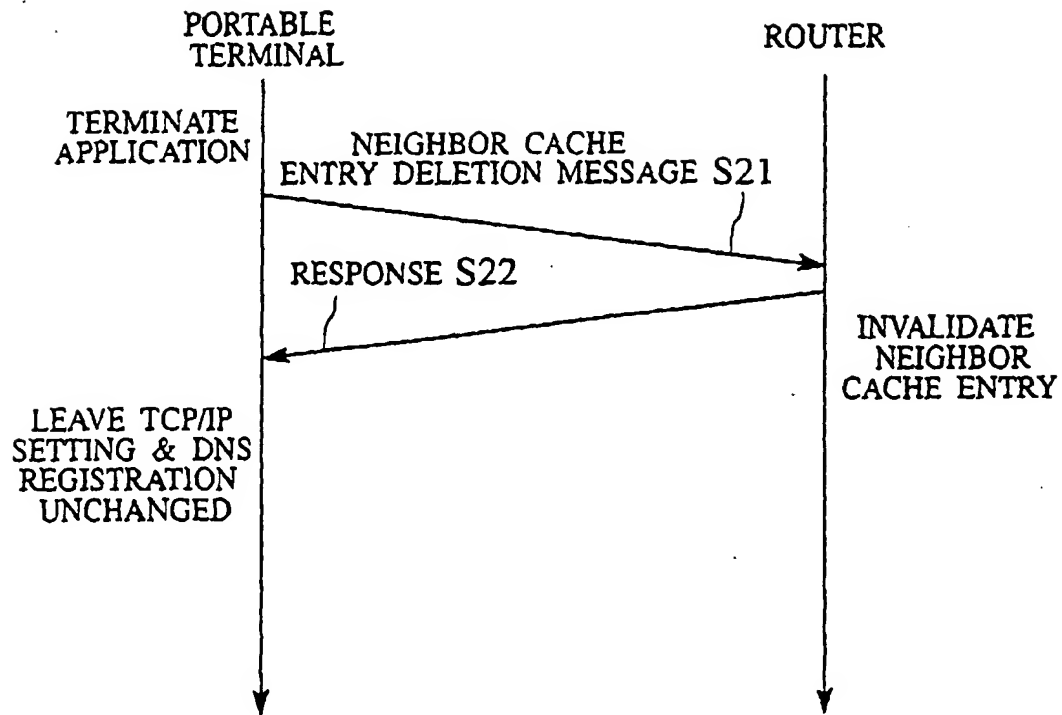 PORTABLE
TERMINAL
ROUTER
TERMINATE
APPLICATION
NEIGHBOR CACHE
ENTRY DELETION MESSAGE S21
RESPONSE S22
INVALIDATE
NEIGHBOR
CACHE ENTRY
LEAVE TCP/IP
SETTING & DNS
REGISTRATION
UNCHANGED